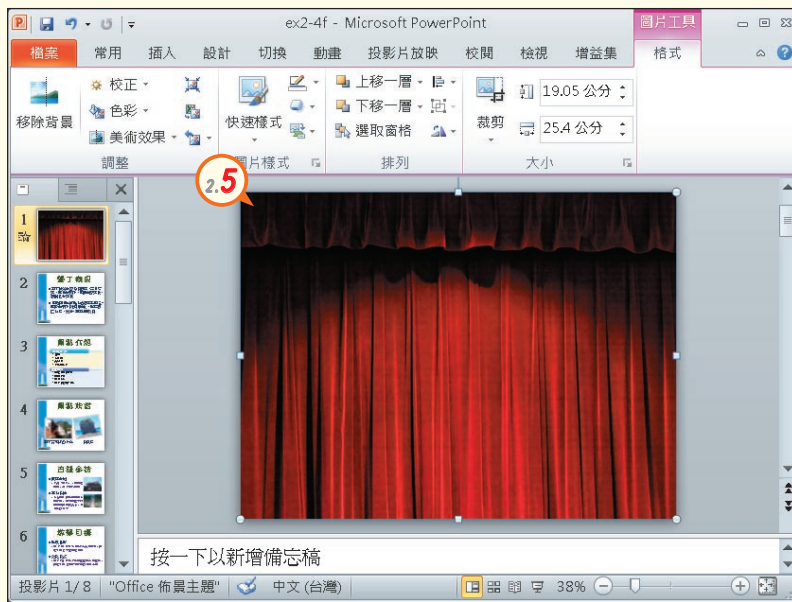 ex2-4f - Microsoft PowerPoint
圖片工具
檔案 常用 插入 設計 切換 動畫 投影片放映 校閱 檢視 增益集 格式
移除背景
校正
色彩
美術效果
調整
快速樣式
圖片樣式
上移一層
下移一層
選取窗格
排列
裁剪
19.05 公分
25.4 公分
大小
2.5
1
2
3
4
5
6
按一下以新增備忘稿
投影片 1/8 "Office 佈景主題" 中文 (台灣) 38%